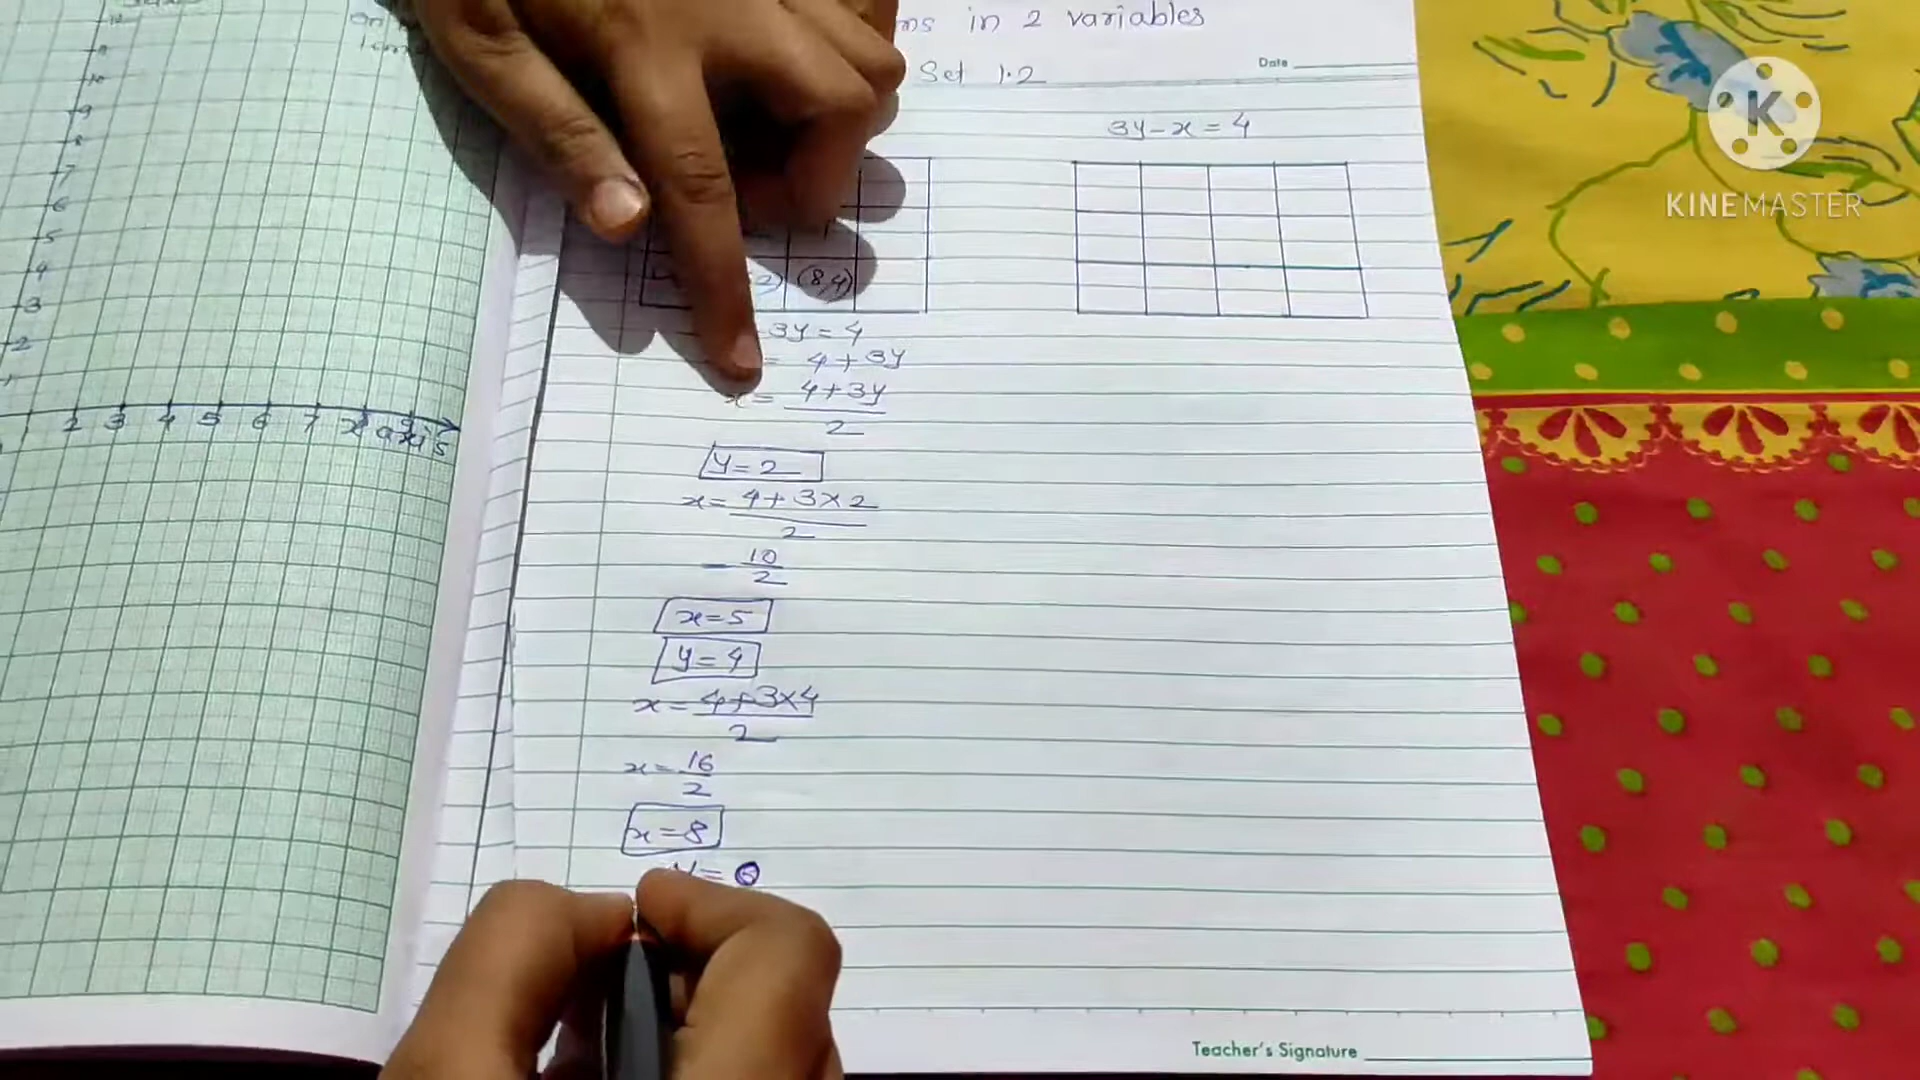 in 2 variables
Set 1.2
Date
3y - x = 4
K
KINEMASTER
(8,4)
3y = 4
= 4 + 3y
x = 4 + 3y
2
y = 2
x = 4 + 3 × 2
2
= 10
2
x = 5
y = 4
x = 4 + 3 × 4
2
x = 16
2
x = 8
y =
10
9
8
7
6
5
4
3
2
1
2 3 4 5 6 7 x axis
Teacher's Signature